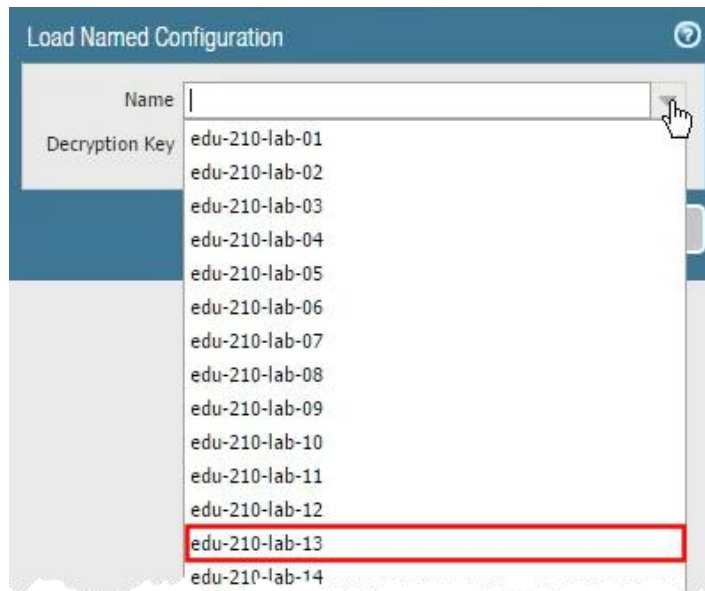 Load Named Configuration
Name
Decryption Key
edu-210-lab-01
edu-210-lab-02
edu-210-lab-03
edu-210-lab-04
edu-210-lab-05
edu-210-lab-06
edu-210-lab-07
edu-210-lab-08
edu-210-lab-09
edu-210-lab-10
edu-210-lab-11
edu-210-lab-12
edu-210-lab-13
edu-210-lab-14